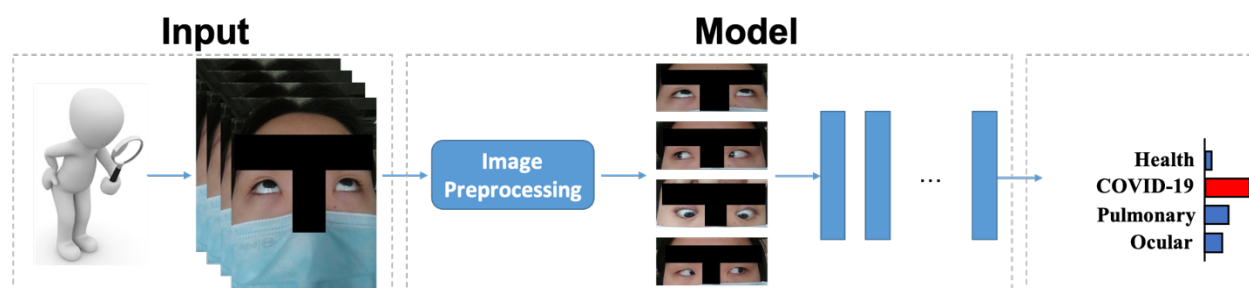 Input
Model
Image
Preprocessing
...
Health
COVID-19
Pulmonary
Ocular